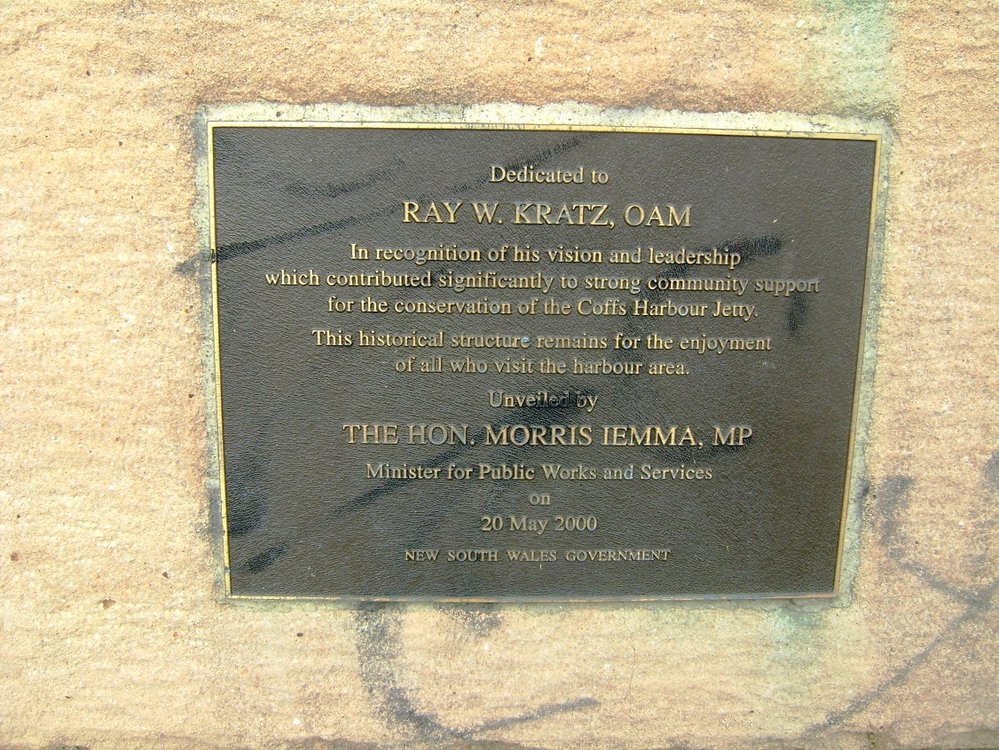 Dedicated to
RAY W. KRATZ, OAM
In recognition of his vision and leadership
which contributed significantly to strong community support
for the conservation of the Coffs Harbour Jetty.
This historical structure remains for the enjoyment
of all who visit the harbour area.
Unveiled by
THE HON. MORRIS IEMMA, MP
Minister for Public Works and Services
on
20 May 2000
NEW SOUTH WALES GOVERNMENT